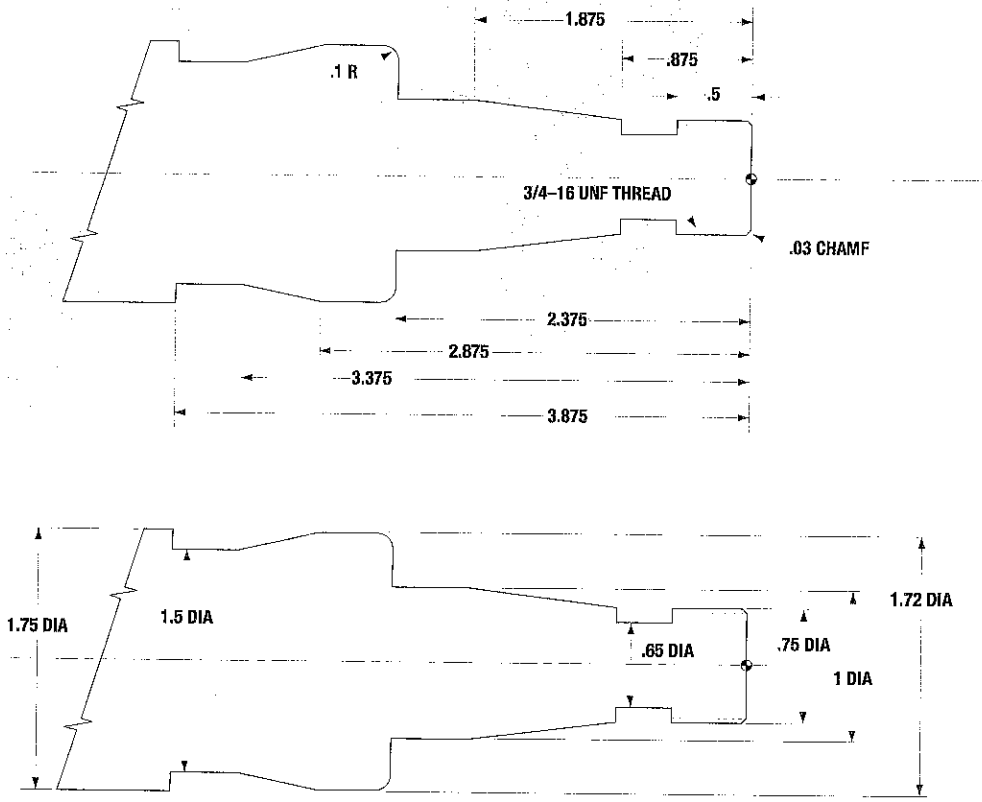 1.875
.875
.1 R
.5
3/4–16 UNF THREAD
.03 CHAMF
2.375
2.875
3.375
3.875
1.75 DIA
1.5 DIA
.65 DIA
.75 DIA
1 DIA
1.72 DIA